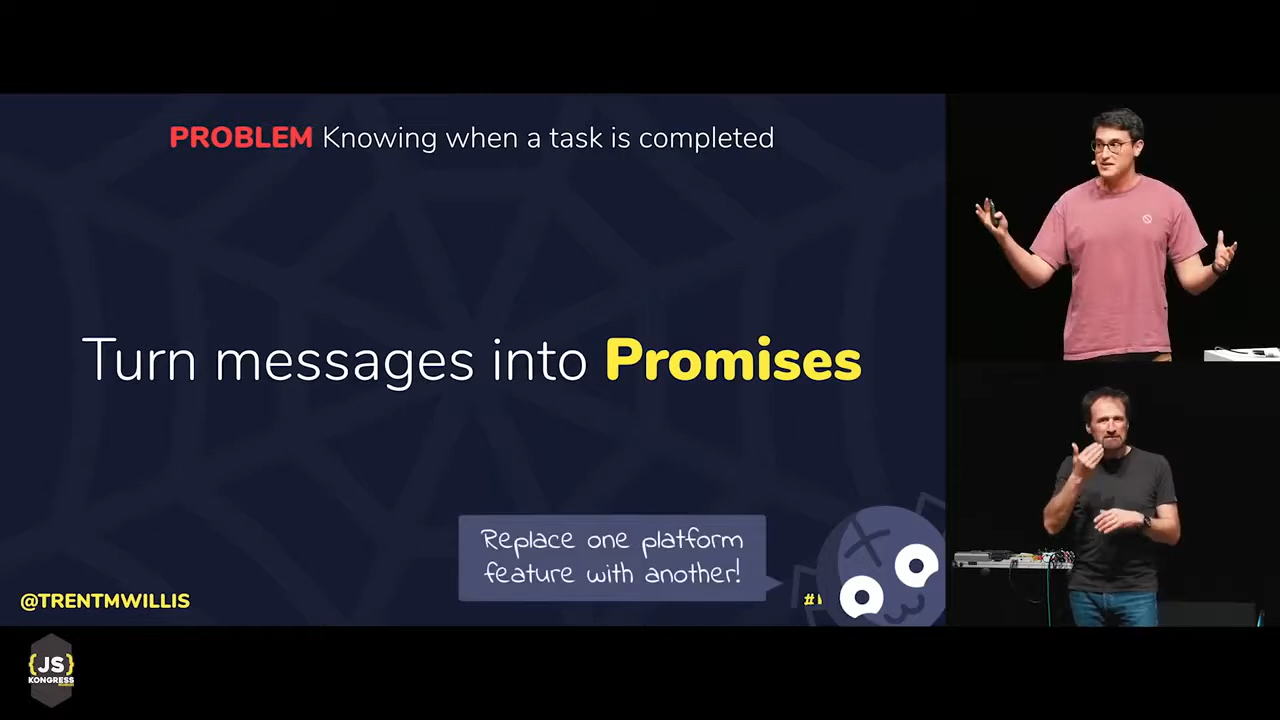 PROBLEM Knowing when a task is completed
Turn messages into Promises
Replace one platform
feature with another!
@TRENTMWILLIS
{JS}
KONGRESS